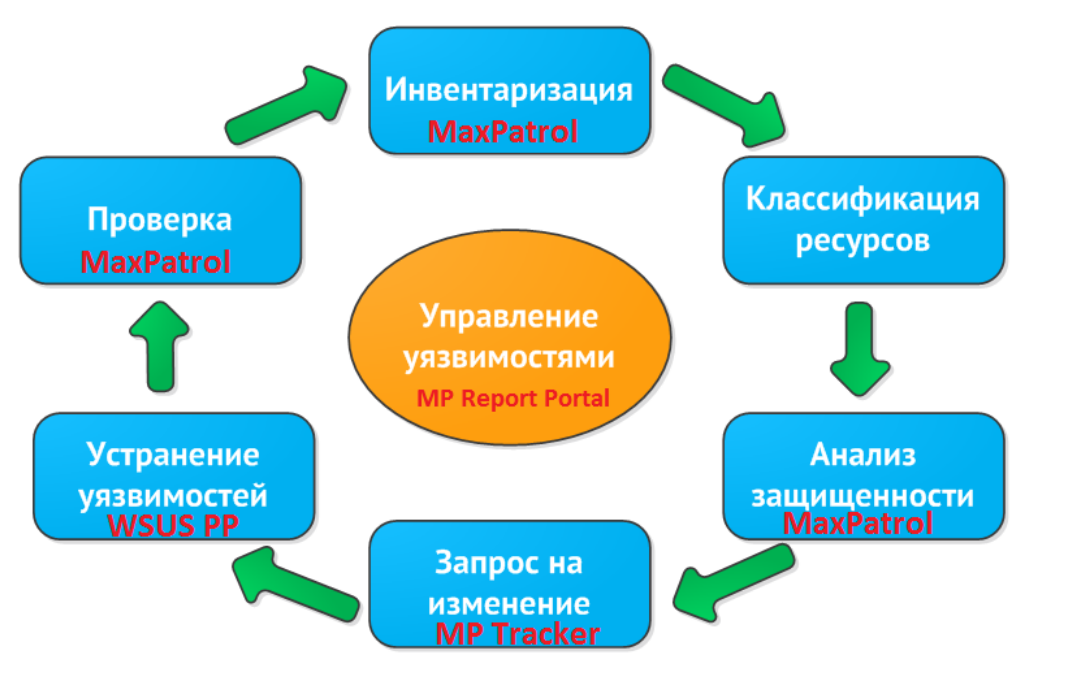 Инвентаризация
MaxPatrol
Классификация
ресурсов
Анализ
защищенности
MaxPatrol
Запрос на
изменение
MP Tracker
Устранение
уязвимостей
WSUS PP
Проверка
MaxPatrol
Управление
уязвимостями
MP Report Portal